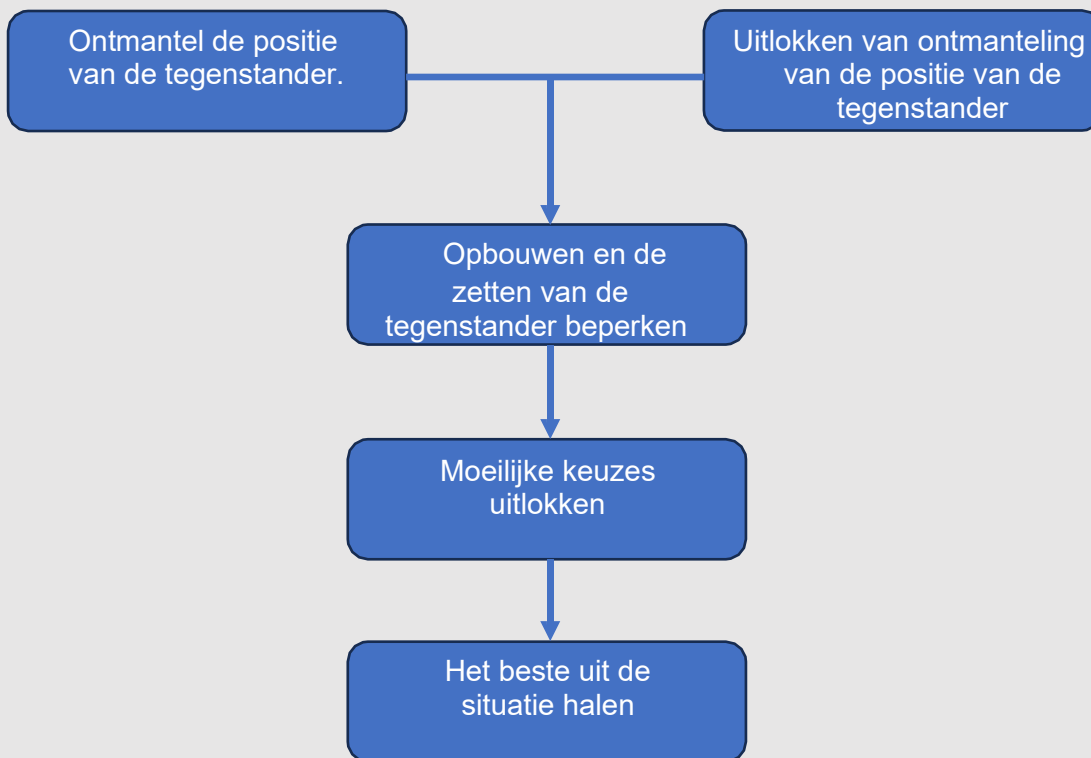 Ontmantel de positie
van de tegenstander.
Uitlokken van ontmanteling
van de positie van de
tegenstander
Opbouwen en de
zetten van de
tegenstander beperken
Moeilijke keuzes
uitlokken
Het beste uit de
situatie halen